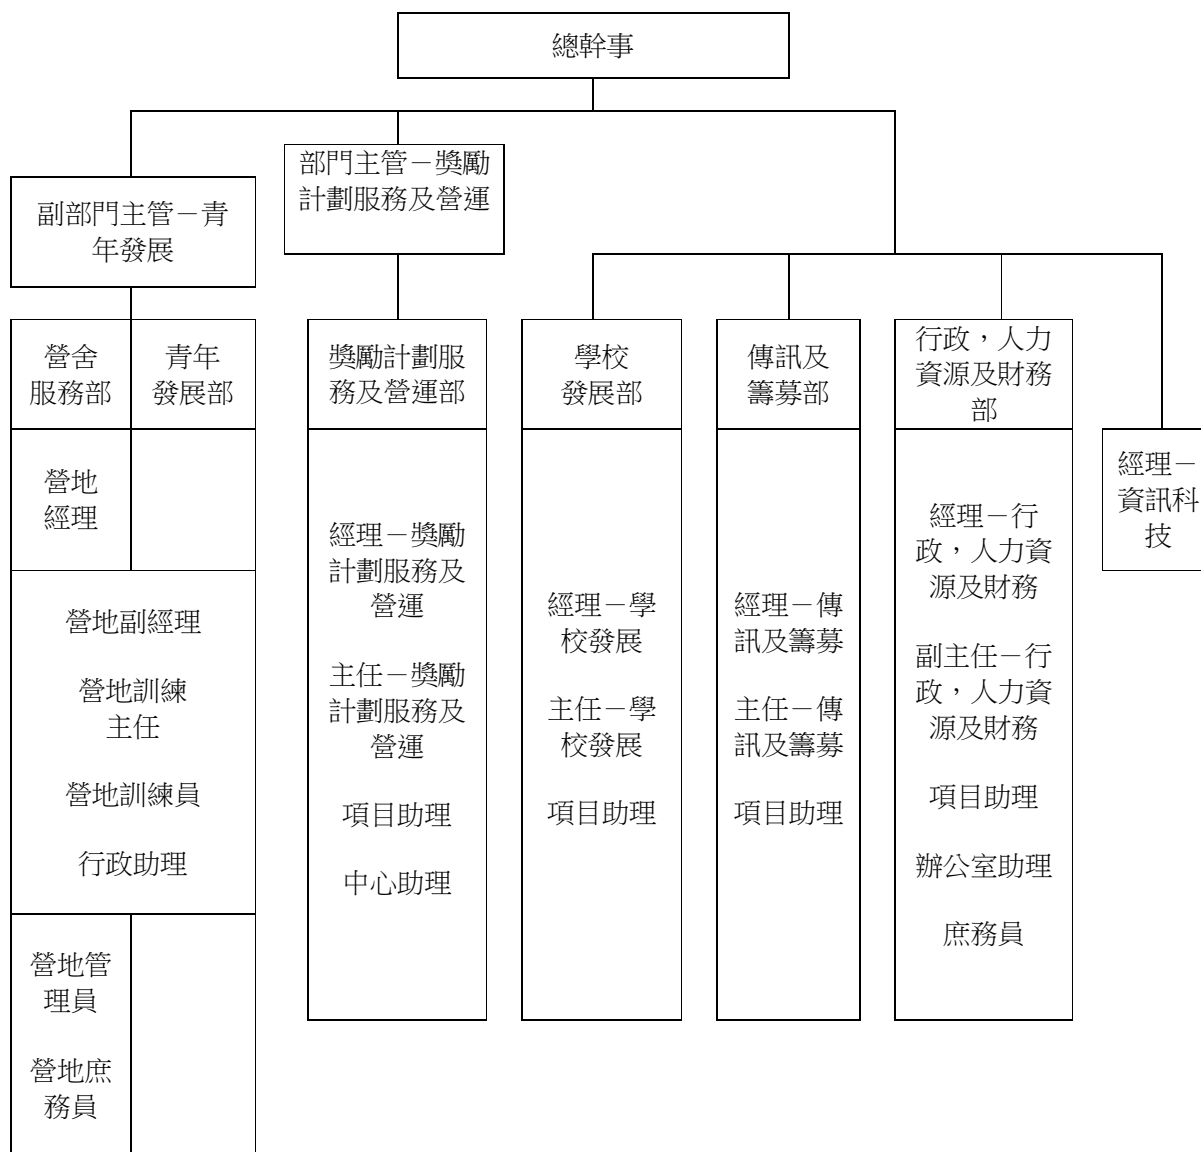 總幹事
部門主管－獎勵
計劃服務及營運
副部門主管－青
年發展
營舍
服務部
青年
發展部
獎勵計劃服
務及營運部
學校
發展部
傳訊及
籌募部
行政，人力
資源及財務
部
營地
經理
經理－
資訊科
技
營地副經理
營地訓練
主任
營地訓練員
行政助理
營地管
理員
營地庶
務員
經理－獎勵
計劃服務及
營運
主任－獎勵
計劃服務及
營運
項目助理
中心助理
經理－學
校發展
主任－學
校發展
項目助理
經理－傳
訊及籌募
主任－傳
訊及籌募
項目助理
經理－行
政，人力資
源及財務
副主任－行
政，人力資
源及財務
項目助理
辦公室助理
庶務員